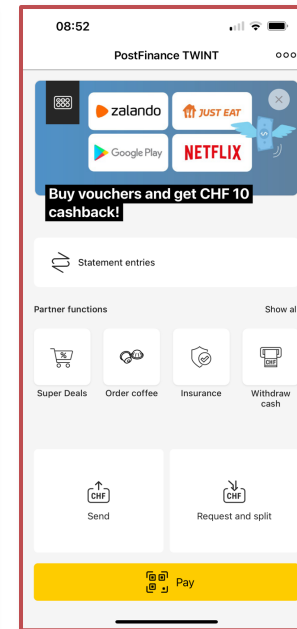 08:52
PostFinance TWINT
zalando
JUST EAT
Google Play
NETFLIX
Buy vouchers and get CHF 10
cashback!
Statement entries
Partner functions
Show al
%
CHF
Super Deals
Order coffee
Insurance
Withdraw
cash
CHF
CHF
Send
Request and split
Pay